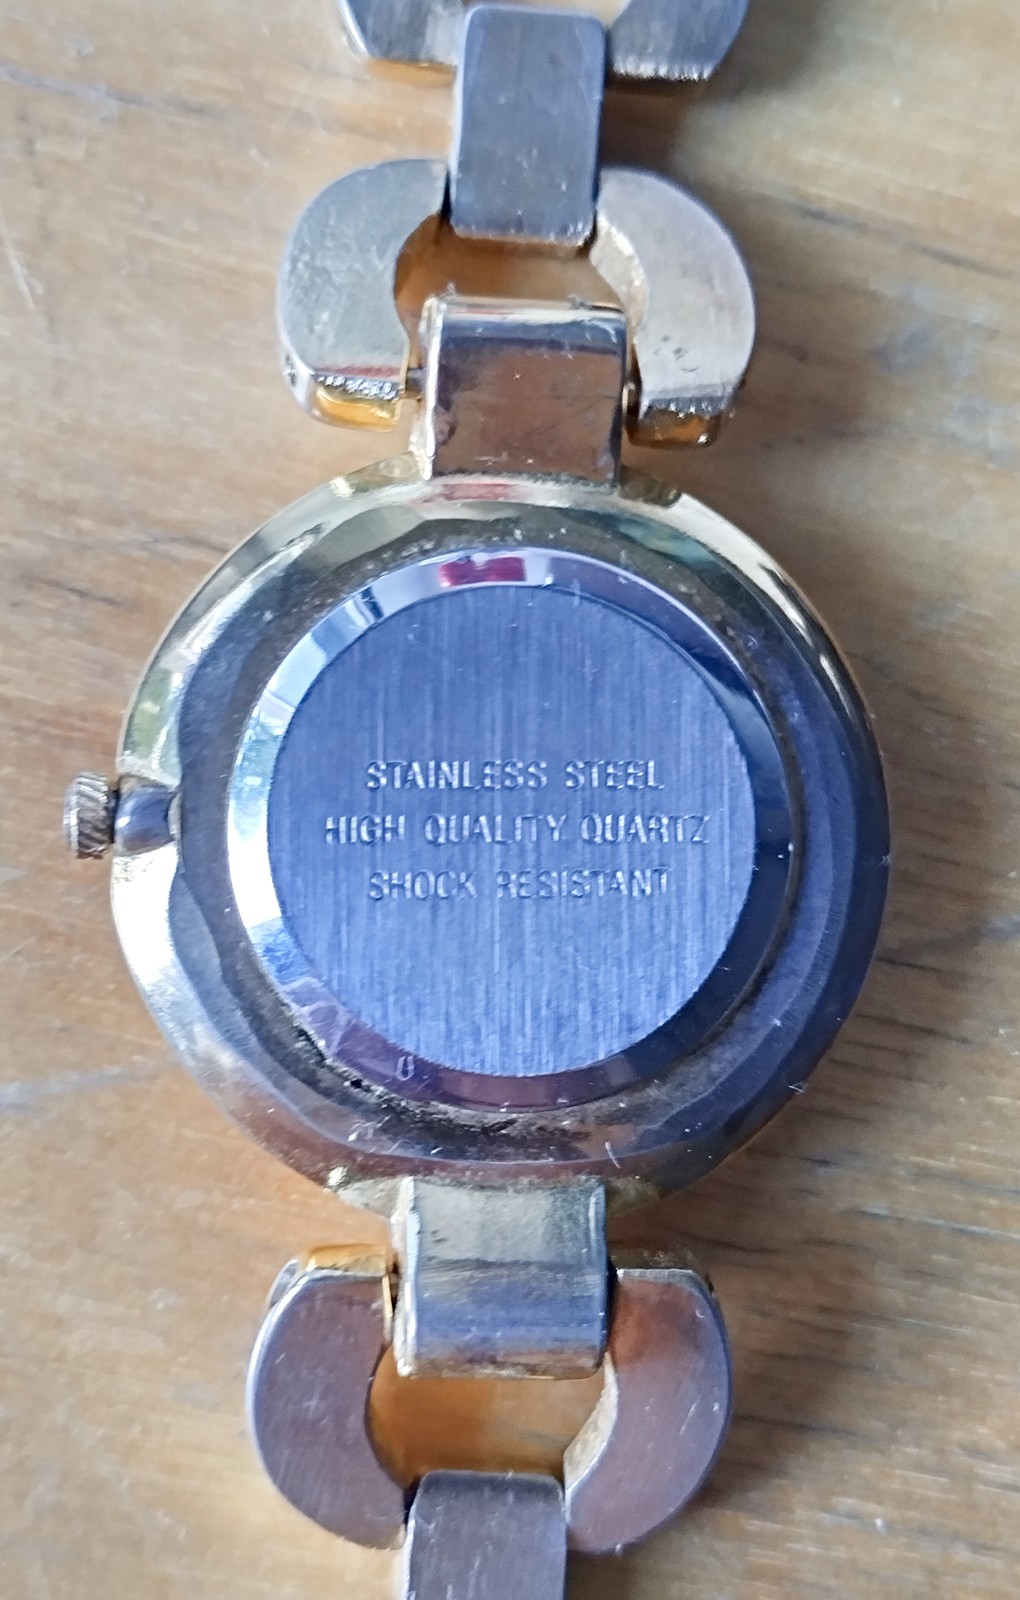 STAINLESS STEEL
HIGH QUALITY QUARTZ
SHOCK RESISTANT